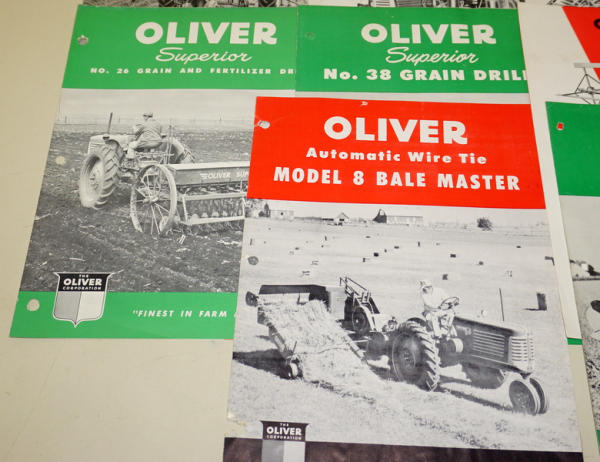 OLIVER
Superior
NO. 26 GRAIN AND FERTILIZER DR
OLIVER SUP
THE
OLIVER
CORPORATION
"FINEST IN FARM
OLIVER
Superior
No. 38 GRAIN DRILL
OLIVER
Automatic Wire Tie
MODEL 8 BALE MASTER
THE
OLIVER
CORPORATION